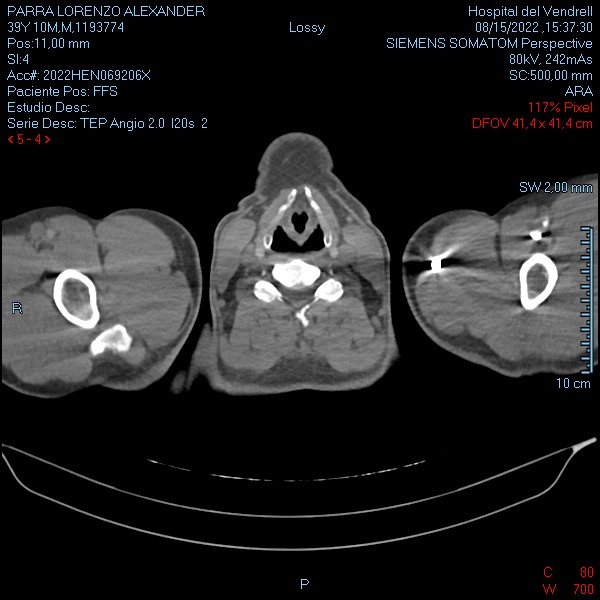 PARRA LORENZO ALEXANDER
39Y 10M,M,1193774
Pos:11,00 mm
SI:4
Acc#: 2022HEN069206X
Paciente Pos: FFS
Estudio Desc:
Serie Desc: TEP Angio 2.0 I20s 2
< 5 - 4 >
Lossy
Hospital del Vendrell
08/15/2022 ,15:37:30
SIEMENS SOMATOM Perspective
80kV, 242mAs
SC:500,00 mm
ARA
117% Pixel
DFOV 41,4 x 41,4 cm
SW 2,00 mm
R
10 cm
P
C 80
W 700